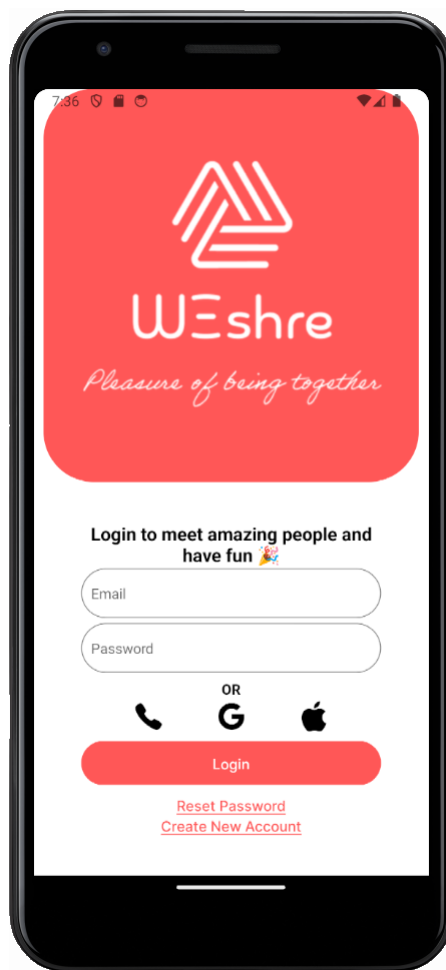 7:36
WEshre
Pleasure of being together
Login to meet amazing people and
have fun 🎉
Email
Password
OR
Login
Reset Password
Create New Account